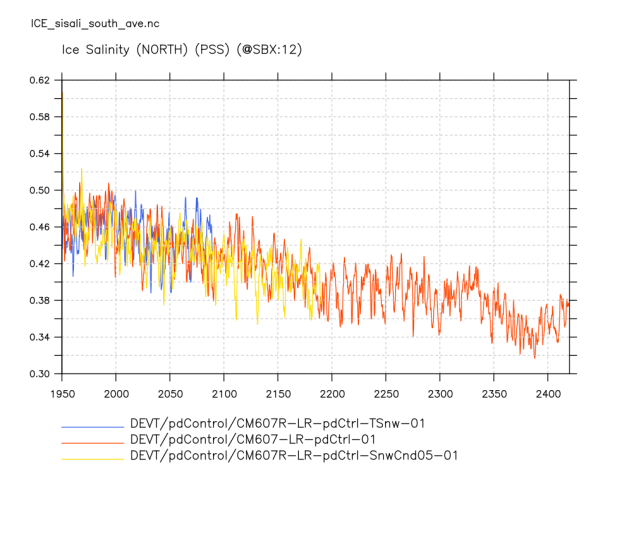 ICE_sisali_south_ave.nc
Ice Salinity (NORTH) (PSS) (@SBX:12)
0.62
0.58
0.54
0.50
0.46
0.42
0.38
0.34
0.30
1950 2000 2050 2100 2150 2200 2250 2300 2350 2400
DEVT/pdControl/CM607R-LR-pdCtrl-TSnw-01
DEVT/pdControl/CM607-LR-pdCtrl-01
DEVT/pdControl/CM607R-LR-pdCtrl-SnwCnd05-01